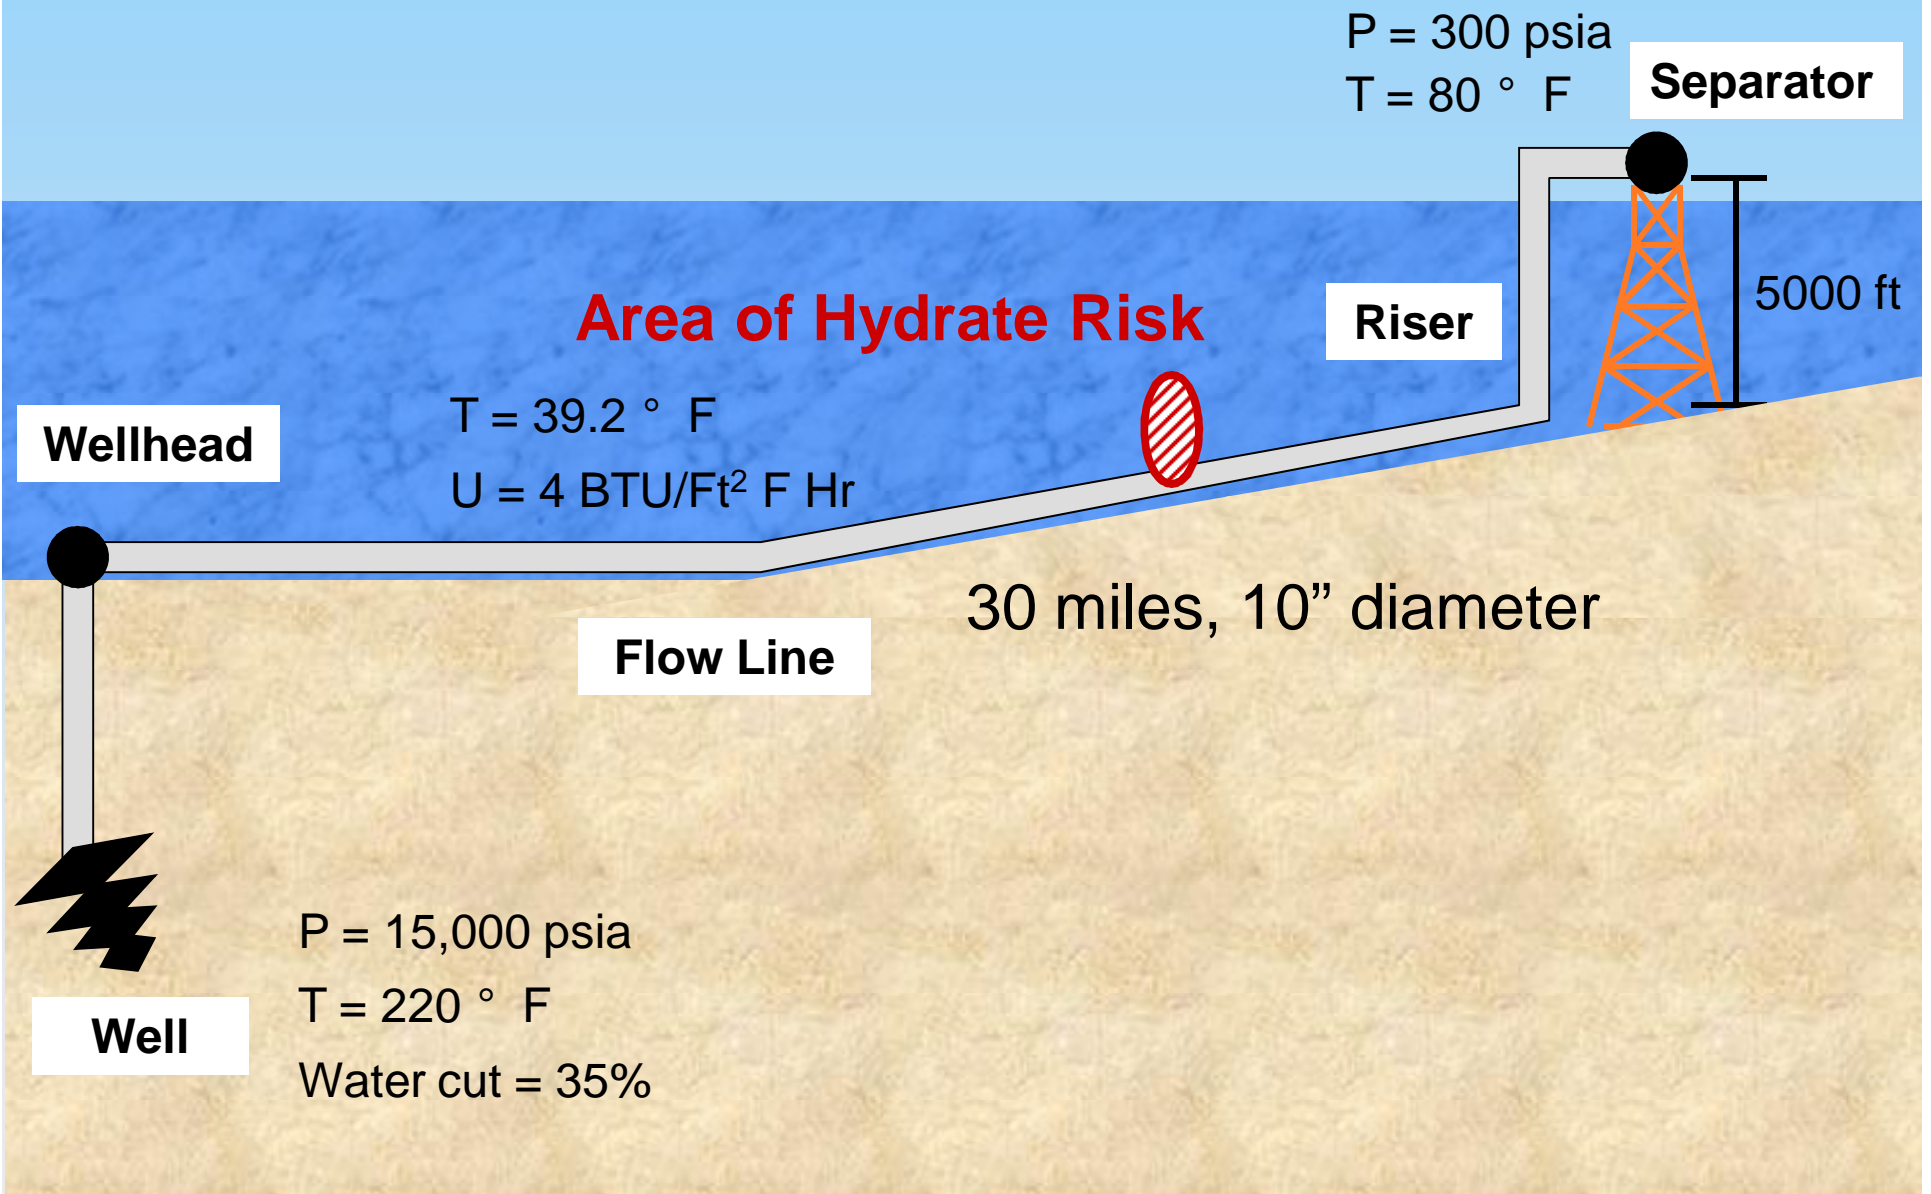 P = 300 psia
T = 80 ° F
Separator
5000 ft
Area of Hydrate Risk
Riser
T = 39.2 ° F
U = 4 BTU/Ft² F Hr
Wellhead
30 miles, 10” diameter
Flow Line
P = 15,000 psia
T = 220 ° F
Water cut = 35%
Well